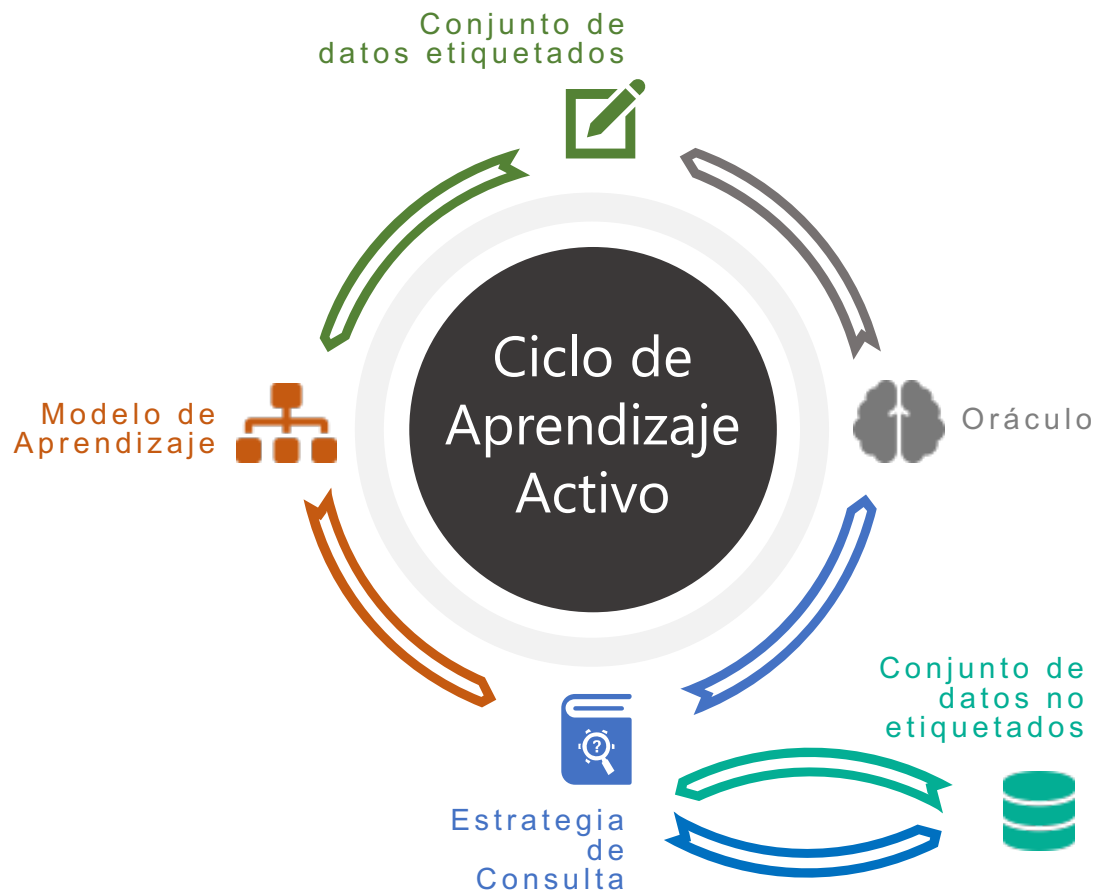 Conjunto de
datos etiquetados
Ciclo de
Aprendizaje
Activo
Modelo de
Aprendizaje
Oráculo
Conjunto de
datos no
etiquetados
?
Estrategia
de
Consulta